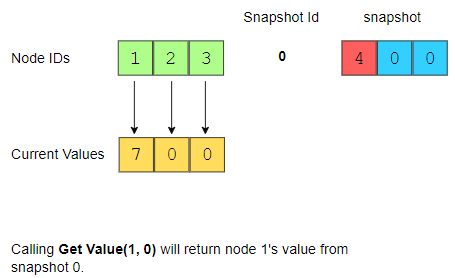 Snapshot Id snapshot
Node IDs 1 2 3 0 4 0 0
Current Values 7 0 0
Calling Get Value(1, 0) will return node 1's value from
snapshot 0.